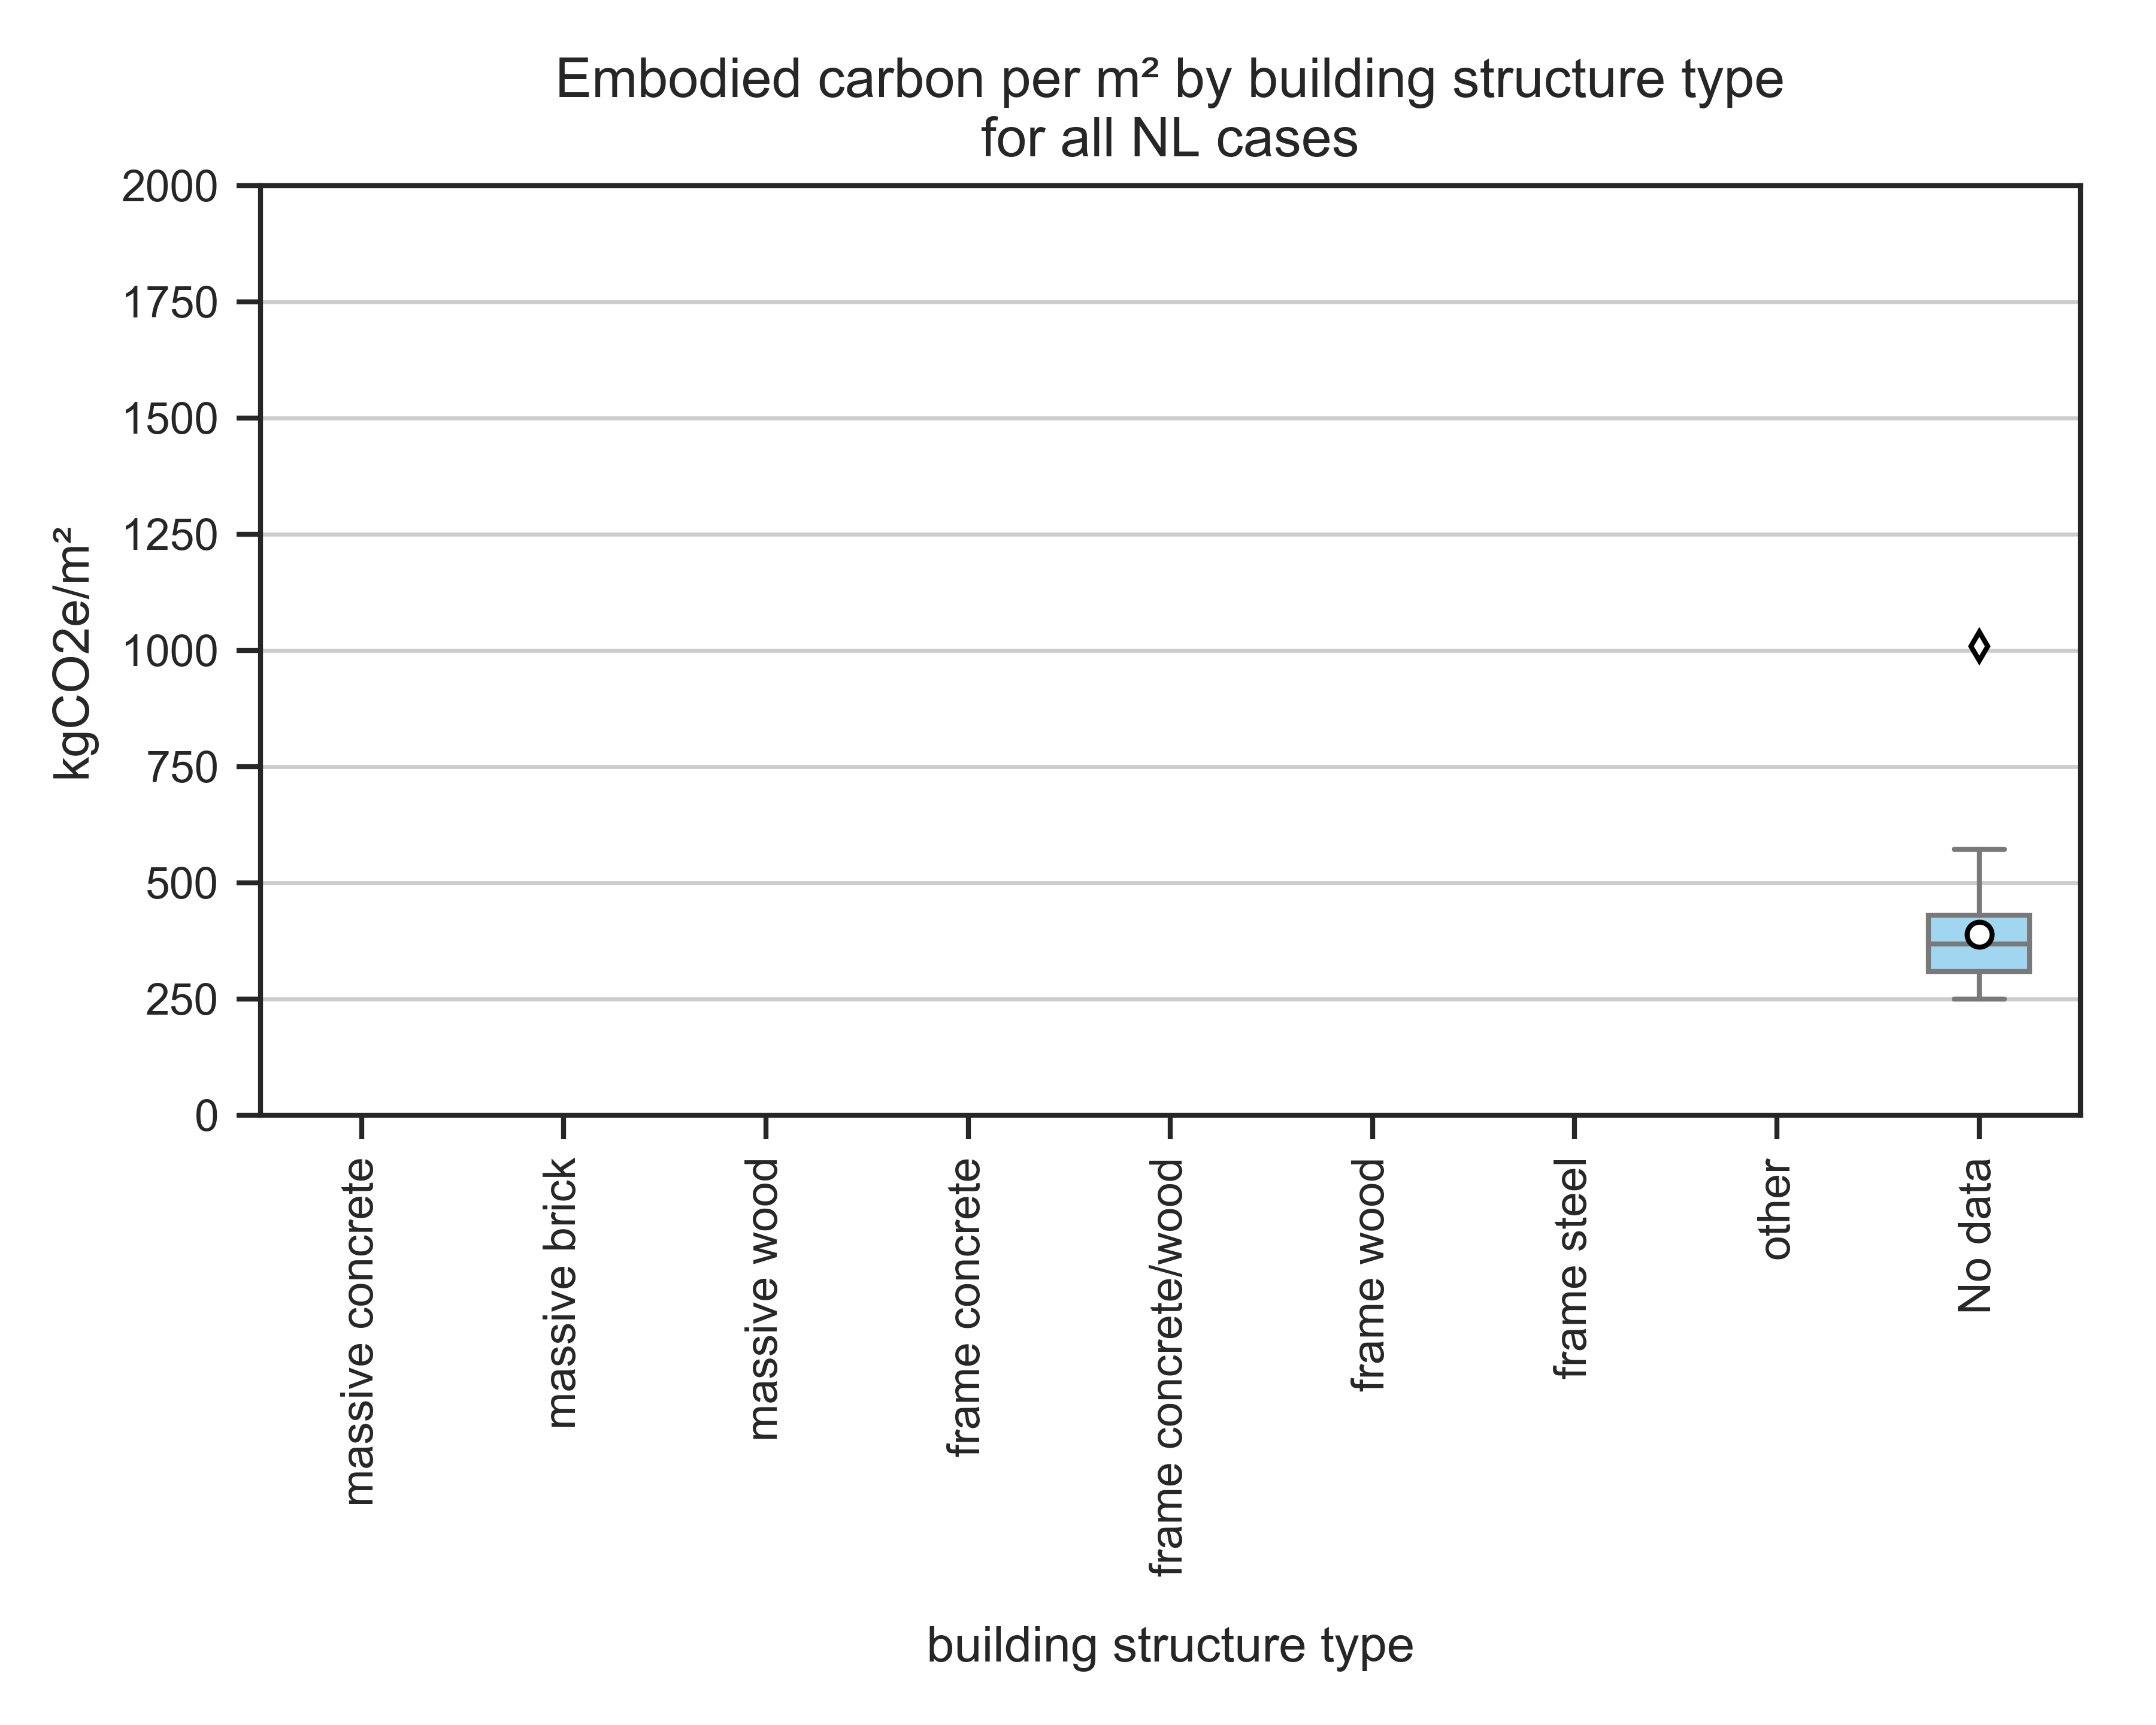 Embodied carbon per m² by building structure type
for all NL cases
2000
1750
1500
1250
1000
750
500
250
0
kgCO2e/m²
massive concrete
massive brick
massive wood
frame concrete
frame concrete/wood
frame wood
frame steel
other
No data
building structure type